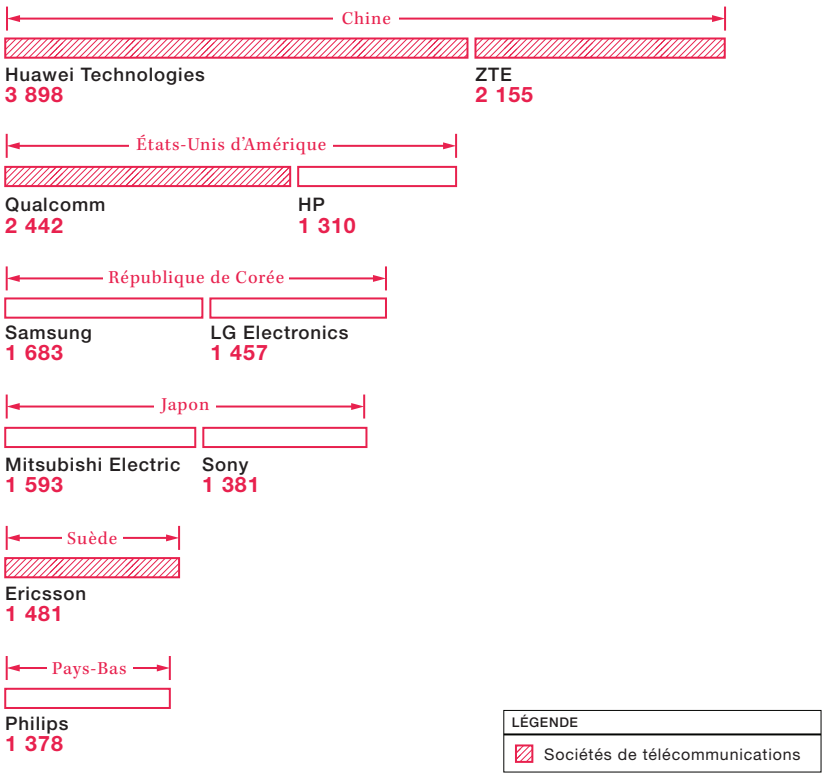 Chine
Huawei Technologies ZTE
3 898 2 155
États-Unis d'Amérique
Qualcomm HP
2 442 1 310
République de Corée
Samsung LG Electronics
1 683 1 457
Japon
Mitsubishi Electric Sony
1 593 1 381
Suède
Ericsson
1 481
Pays-Bas
Philips
1 378
LÉGENDE
Sociétés de télécommunications